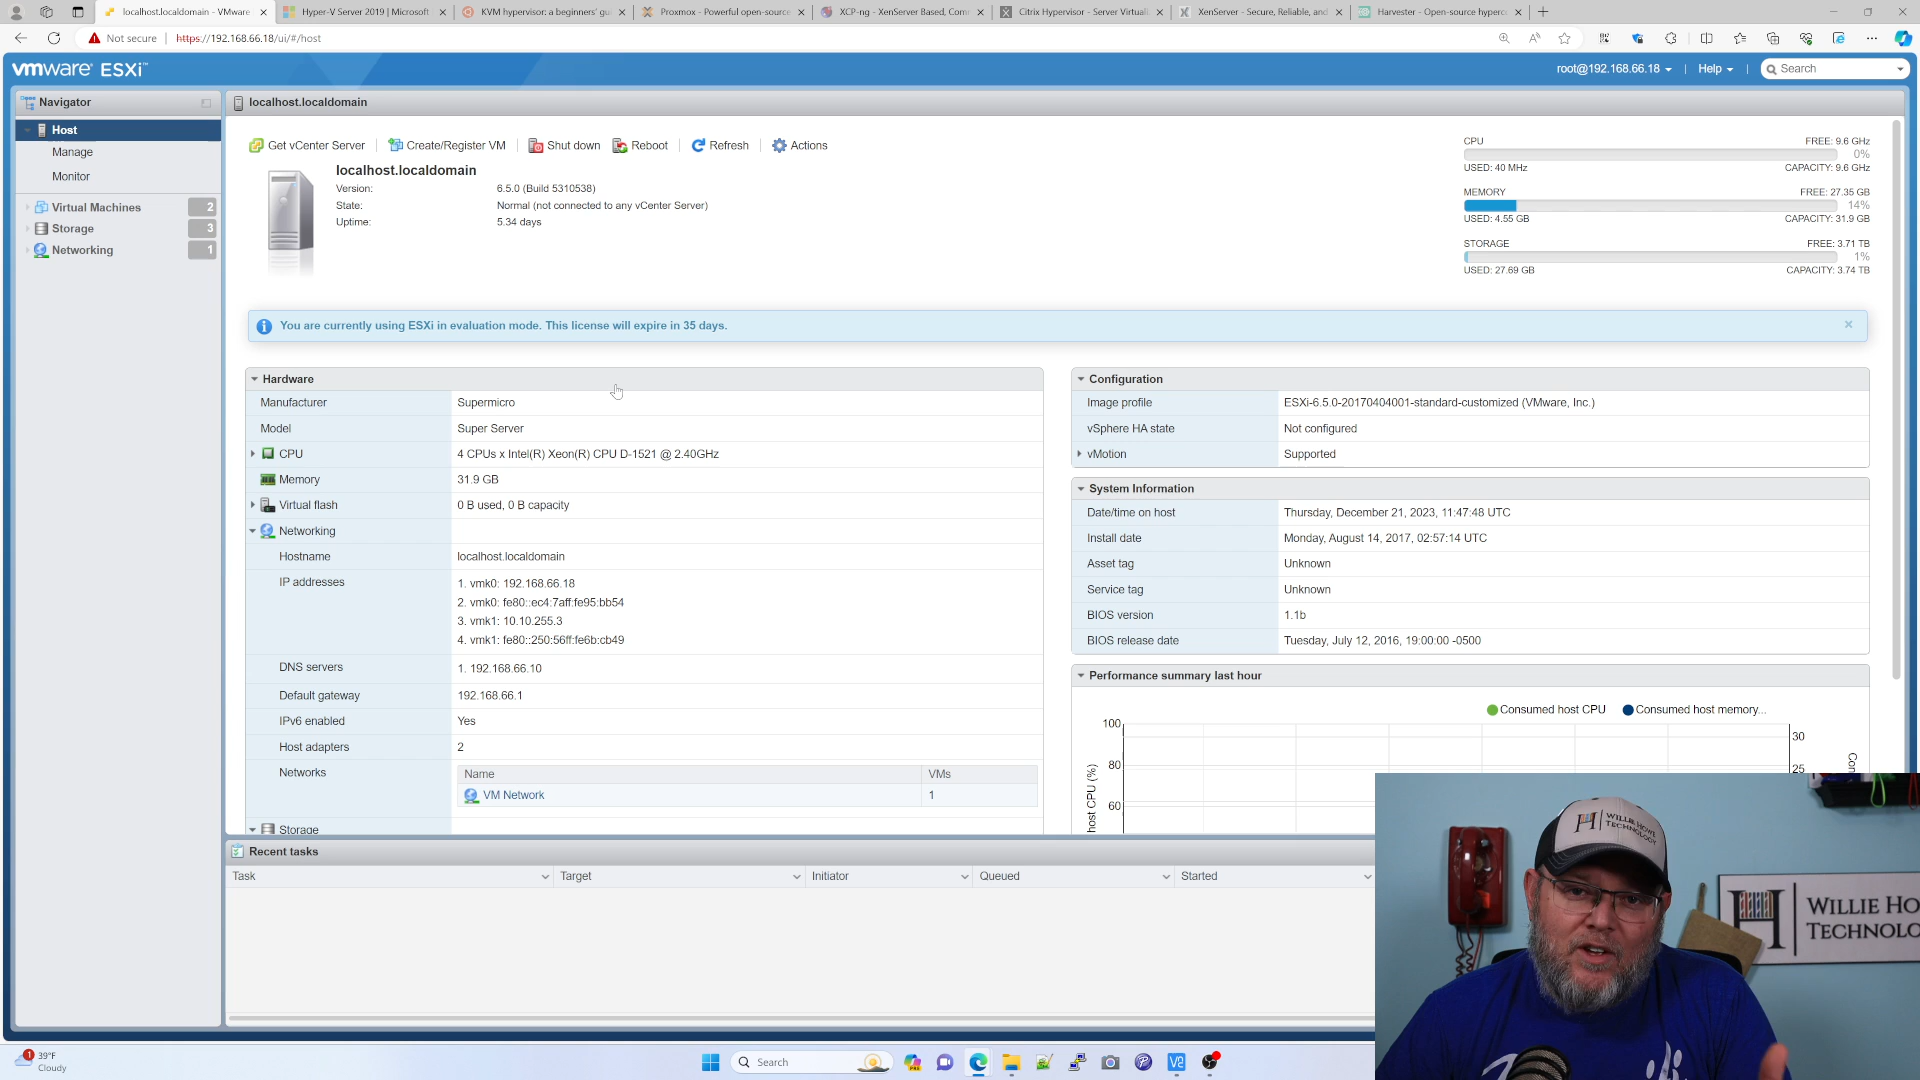 localhost.localdomain - VMware
Hyper-V Server 2019 | Microsoft
KVM hypervisor: a beginners' gu
Proxmox - Powerful open-source
XCP-ng - XenServer Based, Com
Citrix Hypervisor - Server Virtuali
XenServer - Secure, Reliable, and
Harvester - Open-source hyperc
Not secure
https://192.168.66.18/ui/#/host
vmware ESXi
root@192.168.66.18
Help
Search
Navigator
Host
Manage
Monitor
Virtual Machines 2
Storage 3
Networking 1
localhost.localdomain
Get vCenter Server
Create/Register VM
Shut down
Reboot
Refresh
Actions
localhost.localdomain
Version: 6.5.0 (Build 5310538)
State: Normal (not connected to any vCenter Server)
Uptime: 5.34 days
CPU FREE: 9.6 GHz
0%
USED: 40 MHz CAPACITY: 9.6 GHz
MEMORY FREE: 27.35 GB
14%
USED: 4.55 GB CAPACITY: 31.9 GB
STORAGE FREE: 3.71 TB
1%
USED: 27.69 GB CAPACITY: 3.74 TB
You are currently using ESXi in evaluation mode. This license will expire in 35 days.
Hardware
Manufacturer Supermicro
Model Super Server
CPU 4 CPUs x Intel(R) Xeon(R) CPU D-1521 @ 2.40GHz
Memory 31.9 GB
Virtual flash 0 B used, 0 B capacity
Networking
Hostname localhost.localdomain
IP addresses 1. vmk0: 192.168.66.18
2. vmk0: fe80::ec4:7aff:fe95:bb54
3. vmk1: 10.10.255.3
4. vmk1: fe80::250:56ff:fe6b:cb49
DNS servers 1. 192.168.66.10
Default gateway 192.168.66.1
IPv6 enabled Yes
Host adapters 2
Networks Name VMs
VM Network 1
Storage
Configuration
Image profile ESXi-6.5.0-20170404001-standard-customized (VMware, Inc.)
vSphere HA state Not configured
vMotion Supported
System Information
Date/time on host Thursday, December 21, 2023, 11:47:48 UTC
Install date Monday, August 14, 2017, 02:57:14 UTC
Asset tag Unknown
Service tag Unknown
BIOS version 1.1b
BIOS release date Tuesday, July 12, 2016, 19:00:00 -0500
Performance summary last hour
Consumed host CPU Consumed host memory...
100 30
80 25
60
host CPU (%)
Con
Recent tasks
Task Target Initiator Queued Started
WILLIE HOWE
TECHNOLOGY
WILLIE HO
TECHNOLO
1
39°F
Cloudy
Search